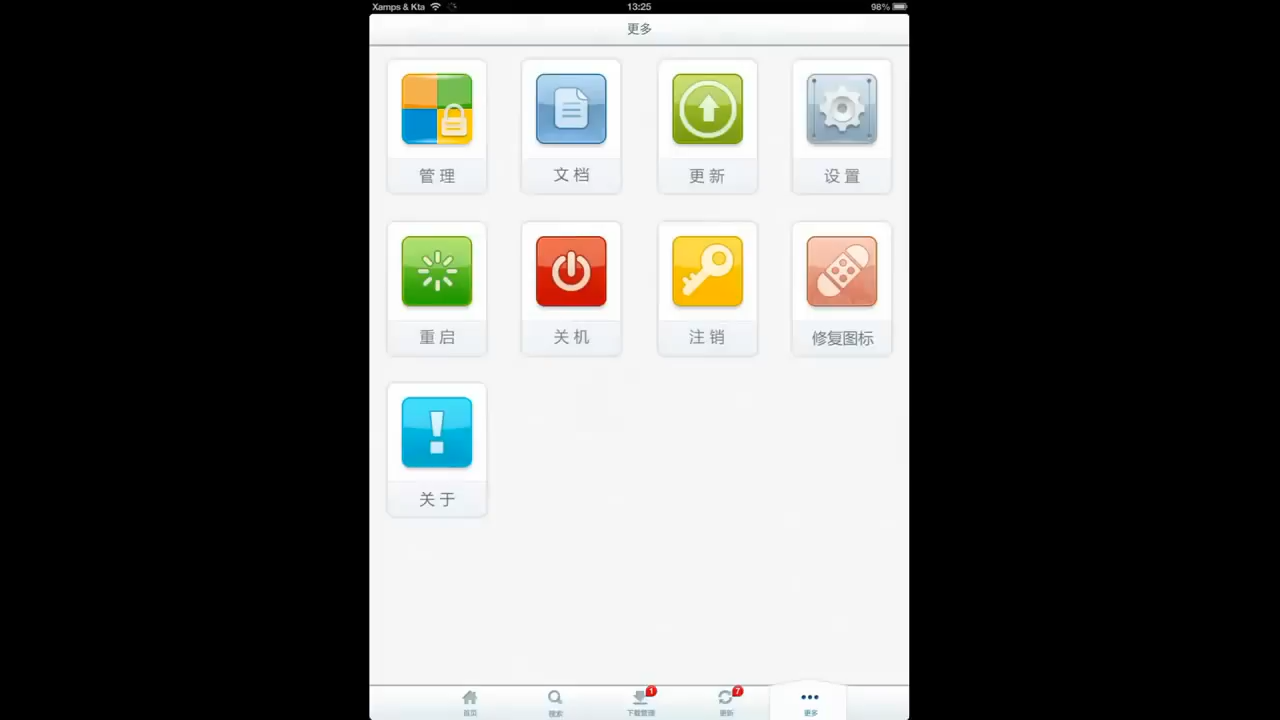 Xamps & Kta 13:25 98%
更多
管理 文档 更新 设置
重启 关机 注销 修复图标
关于
1 7
首页 搜索 下载管理 更新 更多